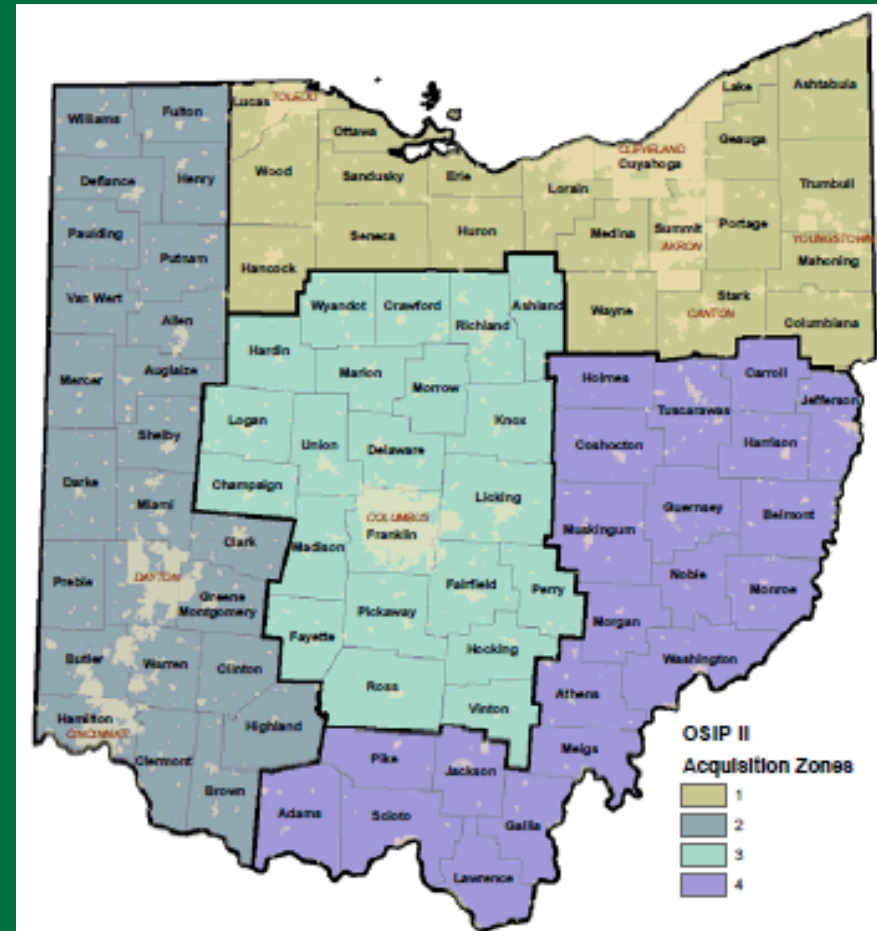 Lake
Ashtabula
Williams
Fulton
Lucas
TOLEDO
Ottawa
Geauga
CLEVELAND
Cuyahoga
Defiance
Henry
Wood
Sandusky
Erie
Lorain
Trumbull
Paulding
Seneca
Huron
Medina
Summit
Portage
AKRON
YOUNGSTOWN
Mahoning
Putnam
Hancock
Van Wert
Wyandot
Crawford
Richland
Ashland
Wayne
Stark
CANTON
Columbiana
Allen
Hardin
Mercer
Auglaize
Marion
Morrow
Holmes
Carroll
Jefferson
Tuscarawas
Logan
Knox
Shelby
Union
Delaware
Coshocton
Harrison
Darke
Champaign
Licking
Miami
COLUMBUS
Franklin
Guernsey
Belmont
Muskingum
Clark
Madison
DAYTON
Preble
Fairfield
Perry
Noble
Monroe
Greene
Montgomery
Pickaway
Morgan
Fayette
Hocking
Butler
Warren
Clinton
Washington
Ross
Athens
Vinton
Hamilton
CINCINNATI
Highland
Meigs
Clermont
Pike
Jackson
Brown
Adams
Scioto
Gallia
Lawrence
OSIP II
Acquisition Zones
1
2
3
4